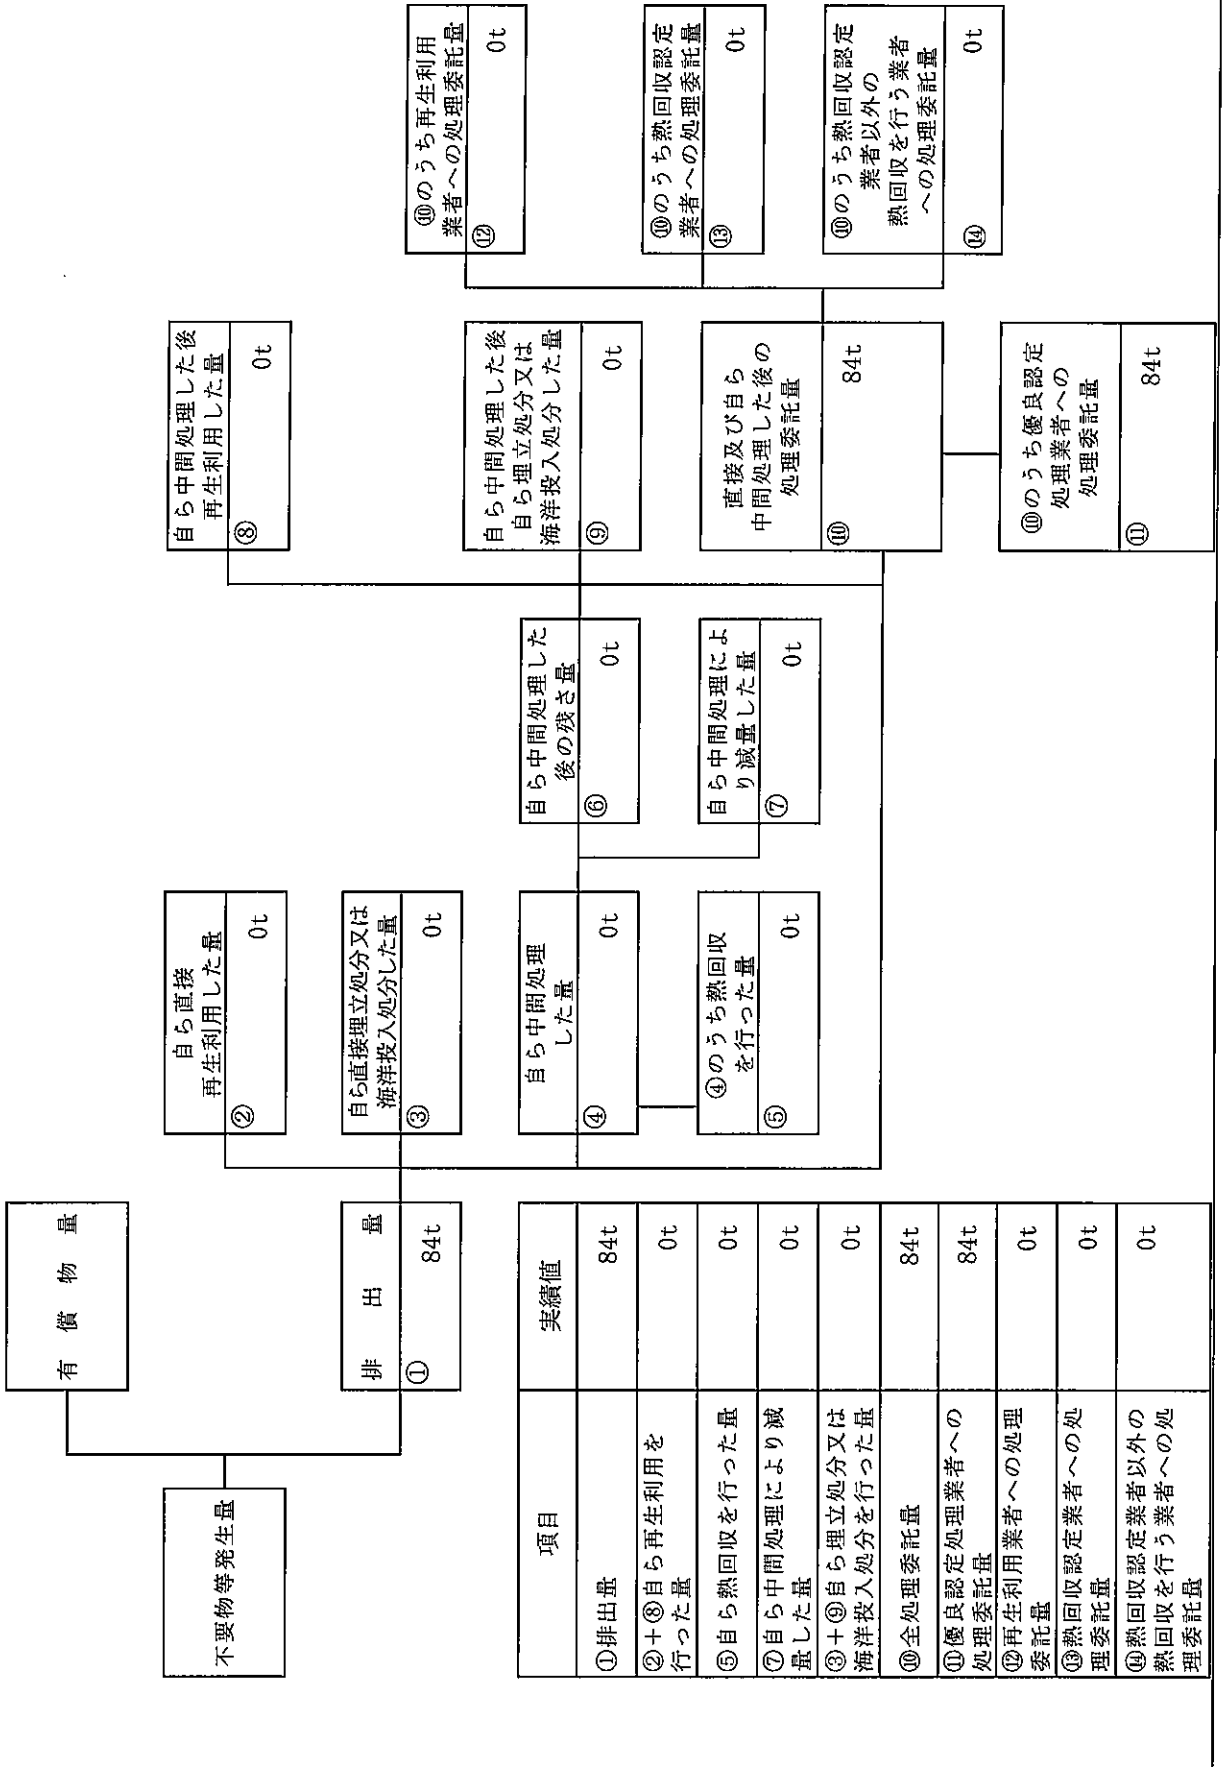 不要物等発生量
有償物量
排出量
①
84t
自ら直接
再生利用した量
②
0t
自ら直接埋立処分又は
海洋投入処分した量
③
0t
自ら中間処理
した量
④
0t
④のうち熱回収
を行った量
⑤
0t
自ら中間処理した
後の残さ量
⑥
0t
自ら中間処理によ
り減量した量
⑦
0t
自ら中間処理した後
再生利用した量
⑧
0t
自ら中間処理した後
自ら埋立処分又は
海洋投入処分した量
⑨
0t
直接及び自ら
中間処理した後の
処理委託量
⑩
84t
⑩のうち優良認定
処理業者への
処理委託量
⑪
84t
⑩のうち再生利用
業者への処理委託量
⑫
0t
⑩のうち熱回収認定
業者への処理委託量
⑬
0t
⑩のうち熱回収認定
業者以外の
熱回収を行う業者
への処理委託量
⑭
0t
項目 実績値
①排出量 84t
②+⑧自ら再生利用を
行った量 0t
⑤自ら熱回収を行った量 0t
⑦自ら中間処理により減
量した量 0t
③+⑨自ら埋立処分又は
海洋投入処分を行った量 0t
⑩全処理委託量 84t
⑪優良認定処理業者への
処理委託量 84t
⑫再生利用業者への処理
委託量 0t
⑬熱回収認定業者への処
理委託量 0t
⑭熱回収認定業者以外の
熱回収を行う業者への処
理委託量 0t